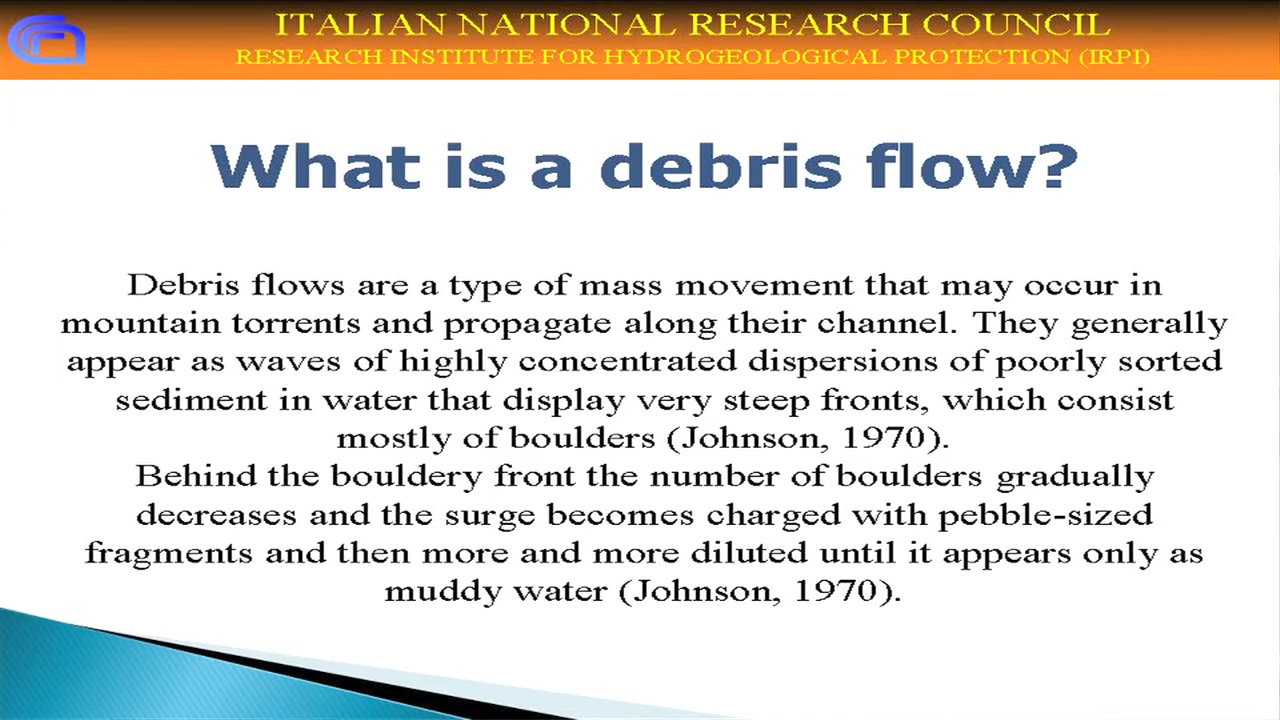 ITALIAN NATIONAL RESEARCH COUNCIL
RESEARCH INSTITUTE FOR HYDROGEOLOGICAL PROTECTION (IRPI)
What is a debris flow?
Debris flows are a type of mass movement that may occur in
mountain torrents and propagate along their channel. They generally
appear as waves of highly concentrated dispersions of poorly sorted
sediment in water that display very steep fronts, which consist
mostly of boulders (Johnson, 1970).
Behind the bouldery front the number of boulders gradually
decreases and the surge becomes charged with pebble-sized
fragments and then more and more diluted until it appears only as
muddy water (Johnson, 1970).